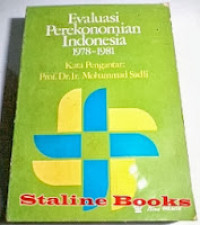 Evaluasi
Perekonomian
Indonesia
1978-1981
Kata Pengantar:
Prof. Dr. Ir. Mohammad Sadli
Staline Books